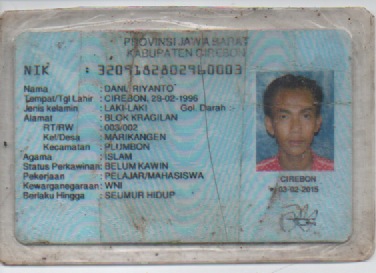 PROVINSI JAWA BARAT
KABUPATEN CIREBON
NIK : 3209182802960003
Nama : DANU RIYANTO
Tempat/Tgl Lahir : CIREBON, 29-02-1996
Jenis kelamin : LAKI-LAKI Gol. Darah :-
Alamat : BLOK KRAGILAN
RT/RW : 003/002
Kel/Desa : MARIKANGEN
Kecamatan : PLUMBON
Agama : ISLAM
Status Perkawinan: BELUM KAWIN
Pekerjaan : PELAJAR/MAHASISWA
Kewarganegaraan: WNI
Berlaku Hingga : SEUMUR HIDUP
CIREBON
03-02-2015